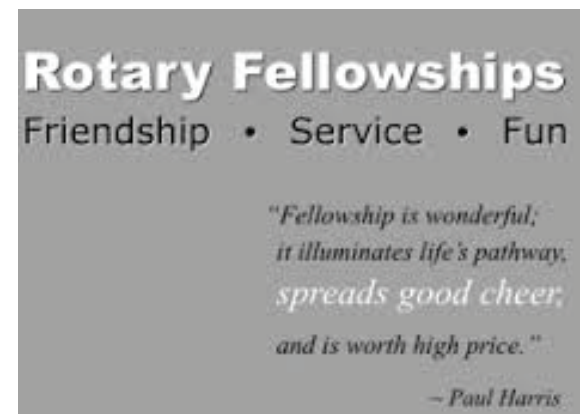 Rotary Fellowships
Friendship • Service • Fun
“Fellowship is wonderful;
it illuminates life’s pathway,
spreads good cheer,
and is worth high price.”
~ Paul Harris